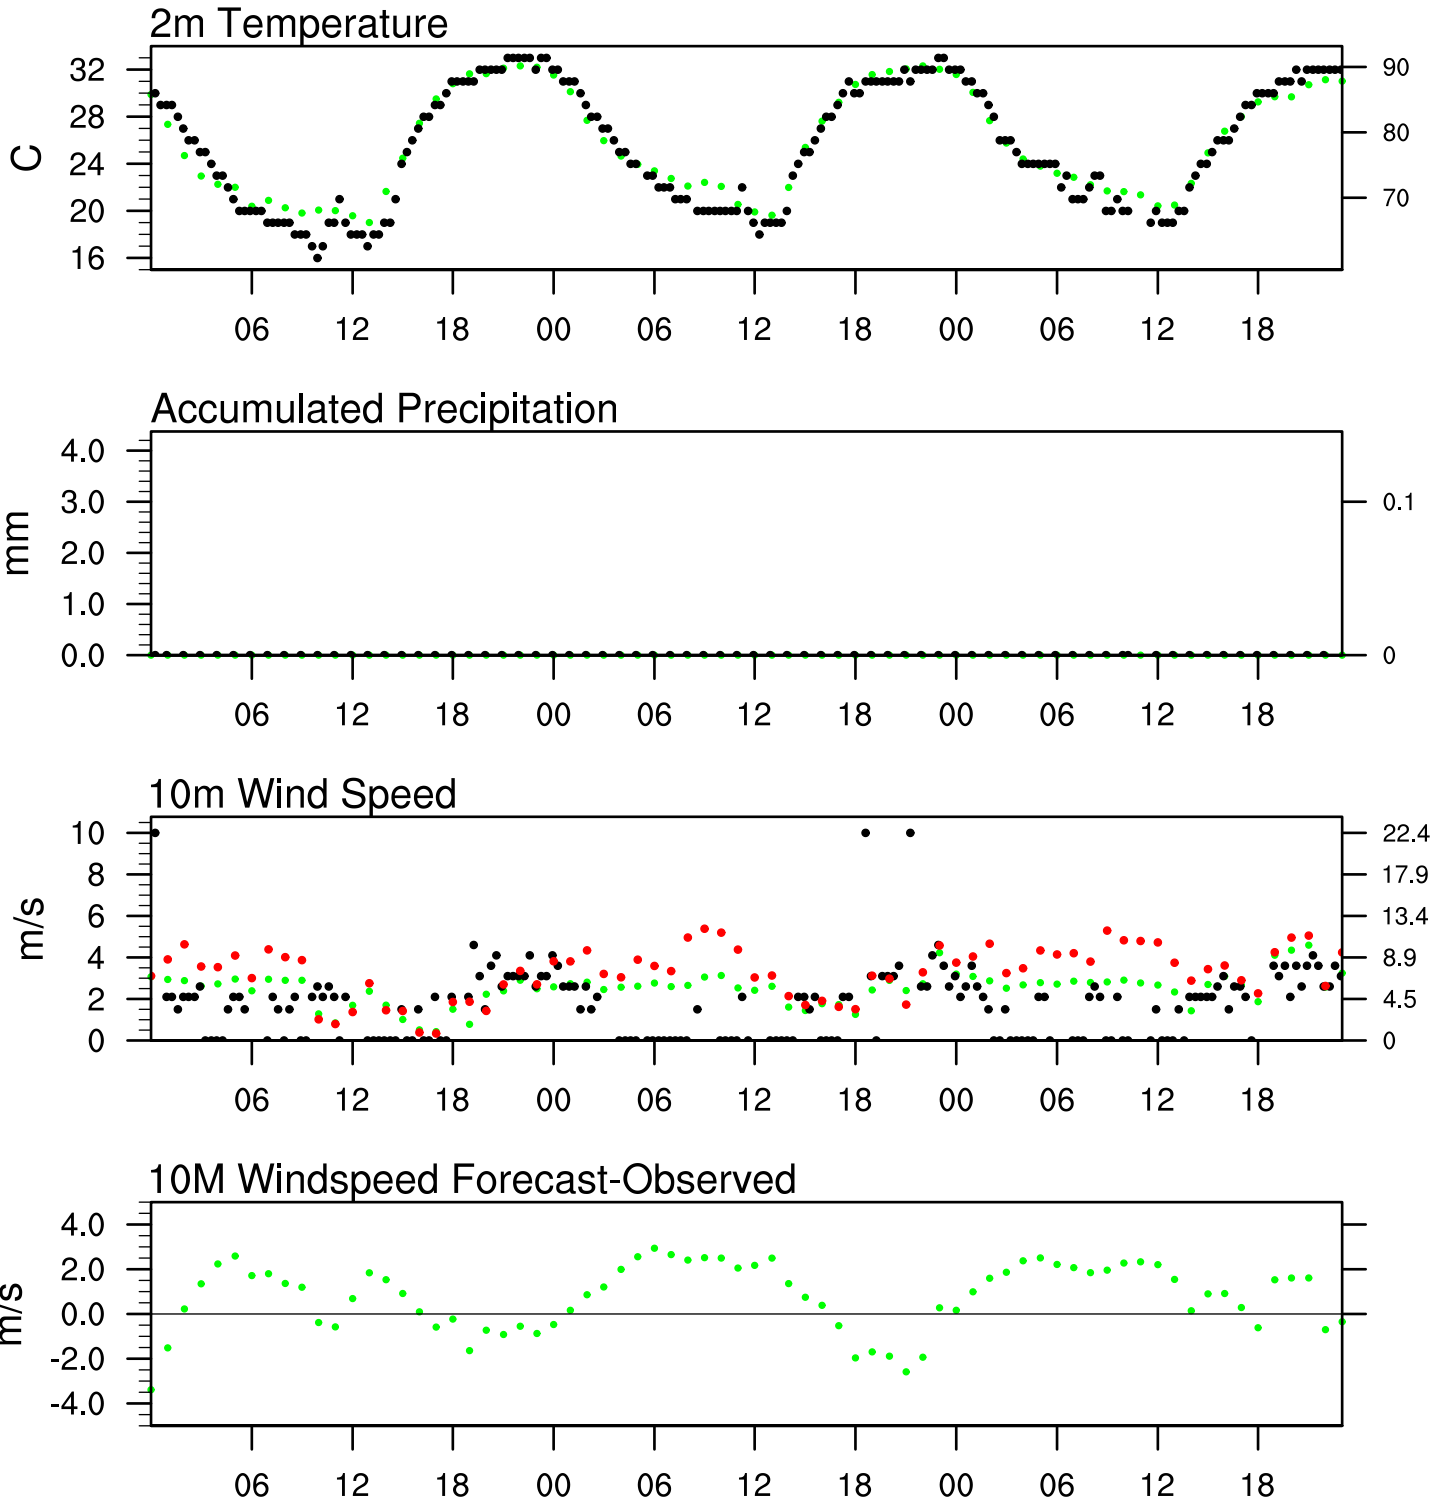 2m Temperature
32
28
24
20
16
C
90
80
70
06 12 18 00 06 12 18 00 06 12 18
Accumulated Precipitation
4.0
3.0
2.0
1.0
0.0
mm
0.1
0
06 12 18 00 06 12 18 00 06 12 18
10m Wind Speed
10
8
6
4
2
0
m/s
22.4
17.9
13.4
8.9
4.5
0
06 12 18 00 06 12 18 00 06 12 18
10M Windspeed Forecast-Observed
4.0
2.0
0.0
-2.0
-4.0
m/s
06 12 18 00 06 12 18 00 06 12 18